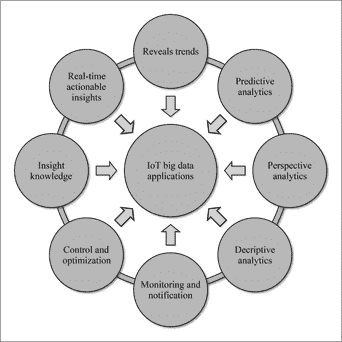 Reveals trends
Predictive
analytics
Perspective
analytics
Decriptive
analytics
Monitoring and
notification
Control and
optimization
Insight
knowledge
Real-time
actionable
insights
IoT big data
applications